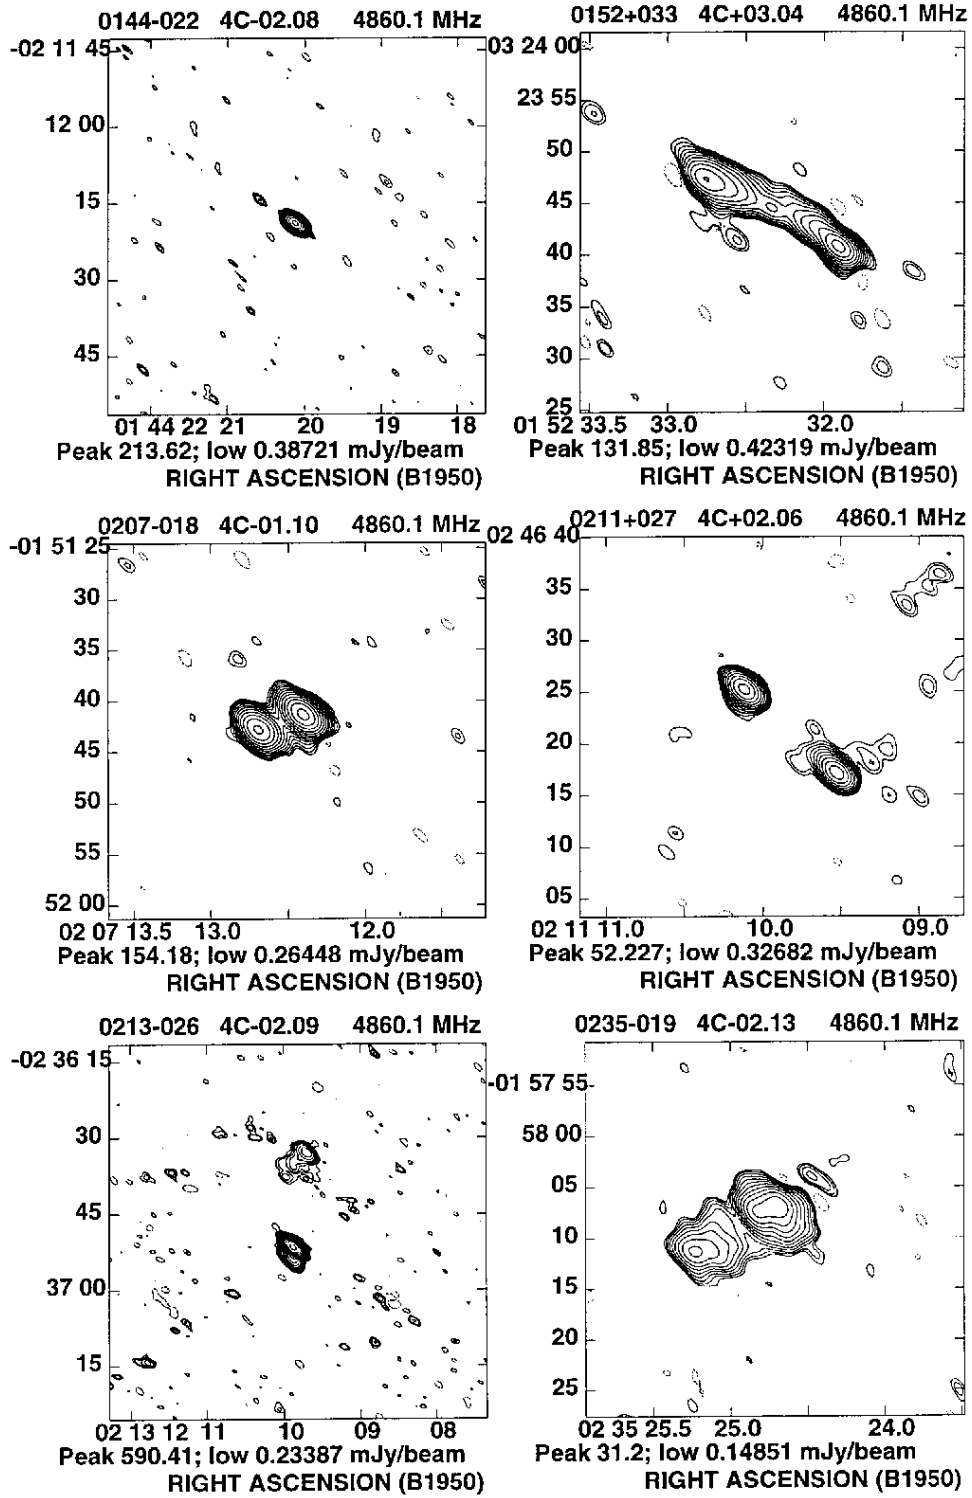 0144-022 4C-02.08 4860.1 MHz
-02 11 45
12 00
15
30
45
01 44 22 21 20 19 18
Peak 213.62; low 0.38721 mJy/beam
RIGHT ASCENSION (B1950)
0152+033 4C+03.04 4860.1 MHz
03 24 00
23 55
50
45
40
35
30
25
01 52 33.5 33.0 32.0
Peak 131.85; low 0.42319 mJy/beam
RIGHT ASCENSION (B1950)
0207-018 4C-01.10 4860.1 MHz
-01 51 25
30
35
40
45
50
55
52 00
02 07 13.5 13.0 12.0
Peak 154.18; low 0.26448 mJy/beam
RIGHT ASCENSION (B1950)
0211+027 4C+02.06 4860.1 MHz
02 46 40
35
30
25
20
15
10
05
02 11 11.0 10.0 09.0
Peak 52.227; low 0.32682 mJy/beam
RIGHT ASCENSION (B1950)
0213-026 4C-02.09 4860.1 MHz
-02 36 15
30
45
37 00
15
02 13 12 11 10 09 08
Peak 590.41; low 0.23387 mJy/beam
RIGHT ASCENSION (B1950)
0235-019 4C-02.13 4860.1 MHz
-01 57 55
58 00
05
10
15
20
25
02 35 25.5 25.0 24.0
Peak 31.2; low 0.14851 mJy/beam
RIGHT ASCENSION (B1950)